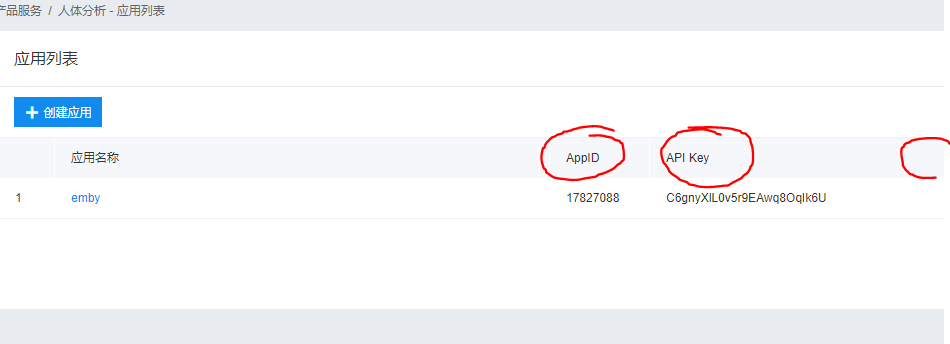 产品服务 / 人体分析 - 应用列表
应用列表
创建应用
应用名称 AppID API Key
1 emby 17827088 C6gnyXlL0v5r9EAwq8Oqlk6U